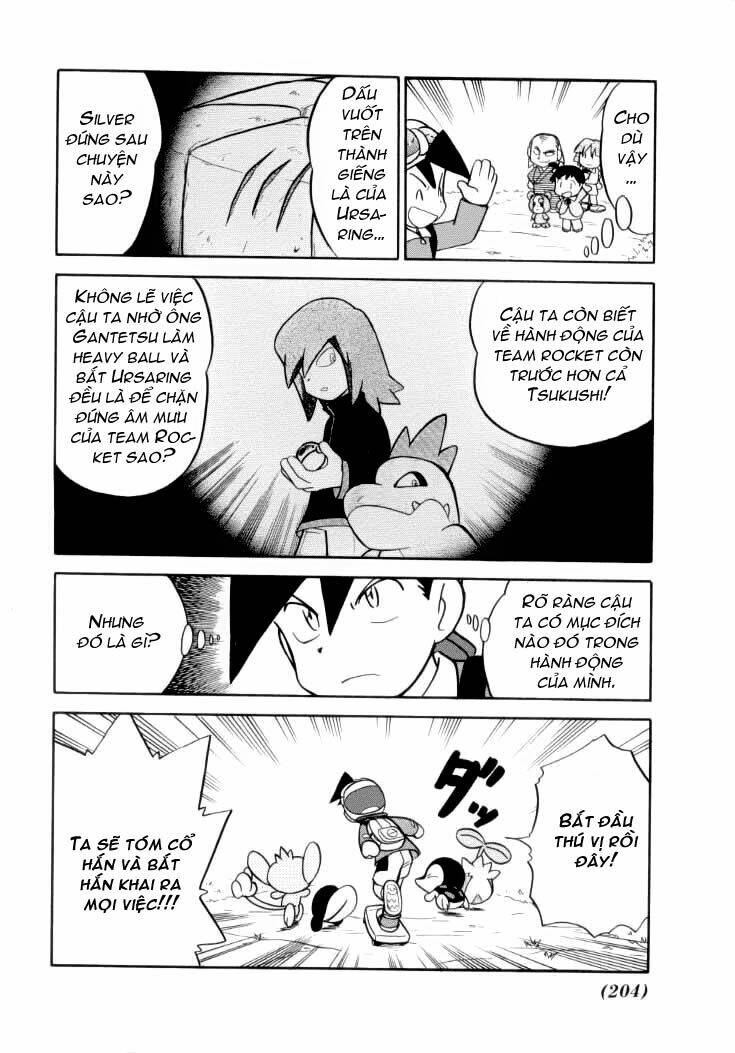 CHO
DÙ
VẬY
...
DẤU
VUỐT
TRÊN
THÀNH
GIẾNG
LÀ CỦA
URSA-
RING...
SILVER
ĐỨNG SAU
CHUYỆN
NÀY
SAO?
CẬU TA CÒN BIẾT
VỀ HÀNH ĐỘNG CỦA
TEAM ROCKET CÒN
TRƯỚC HƠN CẢ
TSUKUSHI!
KHÔNG LẼ VIỆC
CẬU TA NHỜ ÔNG
GANTETSU LÀM
HEAVY BALL VÀ
BẮT URSARING
ĐỀU LÀ ĐỂ CHẶN
ĐÚNG ÂM MƯU
CỦA TEAM ROC-
KET SAO?
RÕ RÀNG CẬU
TA CÓ MỤC ĐÍCH
NÀO ĐÓ TRONG
HÀNH ĐỘNG
CỦA MÌNH.
NHƯNG
ĐÓ LÀ GÌ?
BẮT ĐẦU
THÚ VỊ RỒI
ĐÂY!
ダッ
TA SẼ TÓM CỔ
HẮN VÀ BẮT
HẮN KHAI RA
MỌI VIỆC!!!
(204)